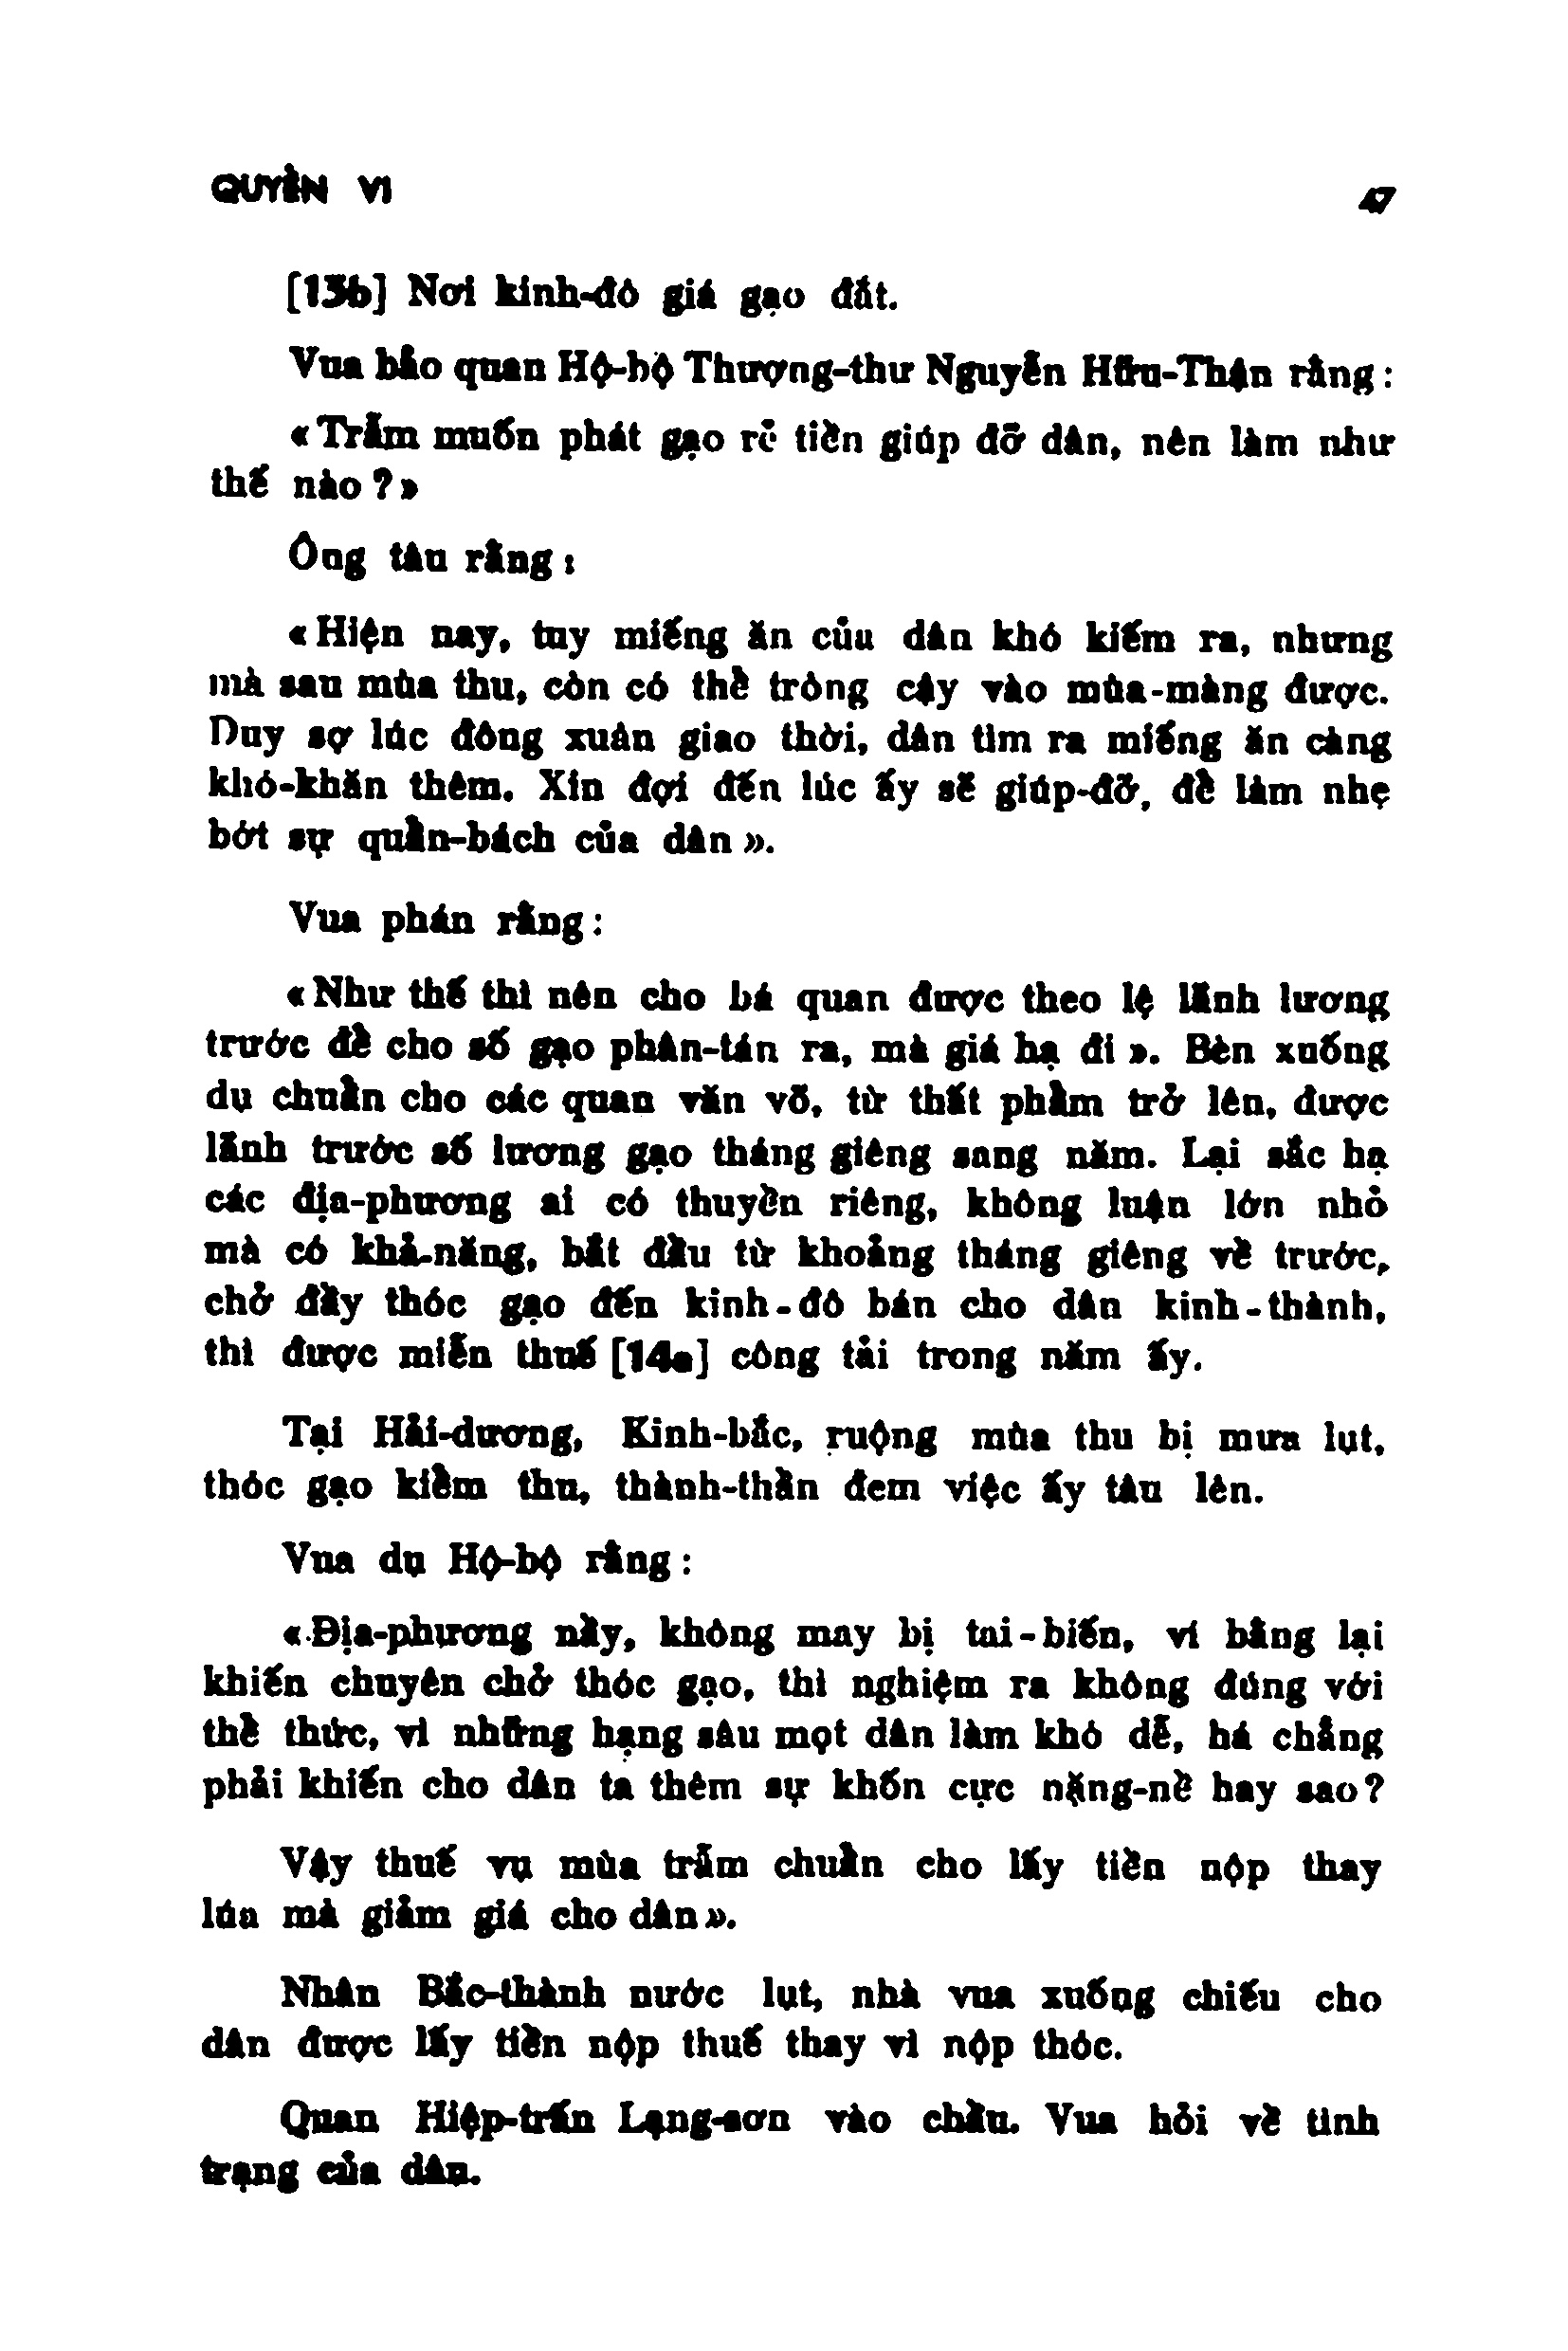 QUYỂN VI 47
[13b] Nơi kinh-đô giá gạo đắt.
Vua bảo quan Hộ-bộ Thượng-thư Nguyễn Hữu-Thận rằng :
« Trẫm muốn phát gạo rẻ tiền giúp đỡ dân, nên làm như
thế nào ? »
Ông tâu rằng :
« Hiện nay, tuy miếng ăn của dân khó kiếm ra, nhưng
mà sau mùa thu, còn có thể trông cậy vào mùa-màng được.
Duy sợ lúc đông xuân giao thời, dân tìm ra miếng ăn càng
khó-khăn thêm. Xin đợi đến lúc ấy sẽ giúp-đỡ, để làm nhẹ
bớt sự quẫn-bách của dân ».
Vua phán rằng :
« Như thế thì nên cho bá quan được theo lệ lãnh lương
trước để cho số gạo phân-tán ra, mà giá hạ đi ». Bèn xuống
dụ chuẩn cho các quan văn võ, từ thất phẩm trở lên, được
lãnh trước số lương gạo tháng giêng sang năm. Lại sắc hạ
các địa-phương ai có thuyền riêng, không luận lớn nhỏ
mà có khả-năng, bắt đầu từ khoảng tháng giêng về trước,
chở đầy thóc gạo đến kinh-đô bán cho dân kinh-thành,
thì được miễn thuế [14a] công tải trong năm ấy.
Tại Hải-dương, Kinh-bắc, ruộng mùa thu bị mưa lụt,
thóc gạo kiểm thu, thành-thần đem việc ấy tâu lên.
Vua dụ Hộ-bộ rằng :
« Địa-phương nầy, không may bị tai-biến, ví bằng lại
khiến chuyên chở thóc gạo, thì nghiệm ra không đúng với
thể thức, vì những hạng sâu mọt dân làm khó dễ, há chẳng
phải khiến cho dân ta thêm sự khốn cực nặng-nề hay sao ?
Vậy thuế vụ mùa trẫm chuẩn cho lấy tiền nộp thay
lúa mà giảm giá cho dân ».
Nhân Bắc-thành nước lụt, nhà vua xuống chiếu cho
dân được lấy tiền nộp thuế thay vì nộp thóc.
Quan Hiệp-trấn Lạng-sơn vào chầu. Vua hỏi về tình
trạng của dân.